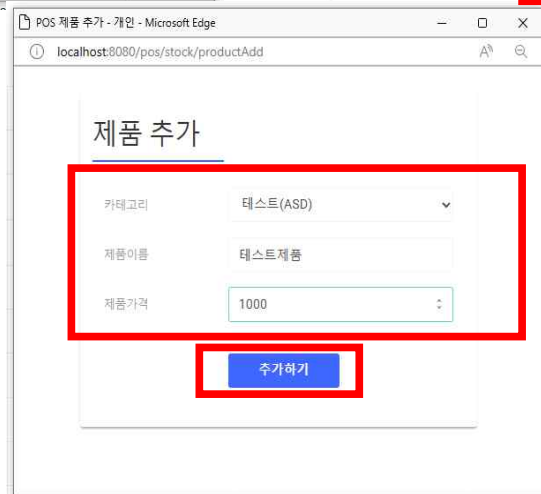 POS 제품 추가 - 개인 - Microsoft Edge
localhost:8080/pos/stock/productAdd
제품 추가
카테고리 테스트(ASD)
제품이름 테스트제품
제품가격 1000
추가하기